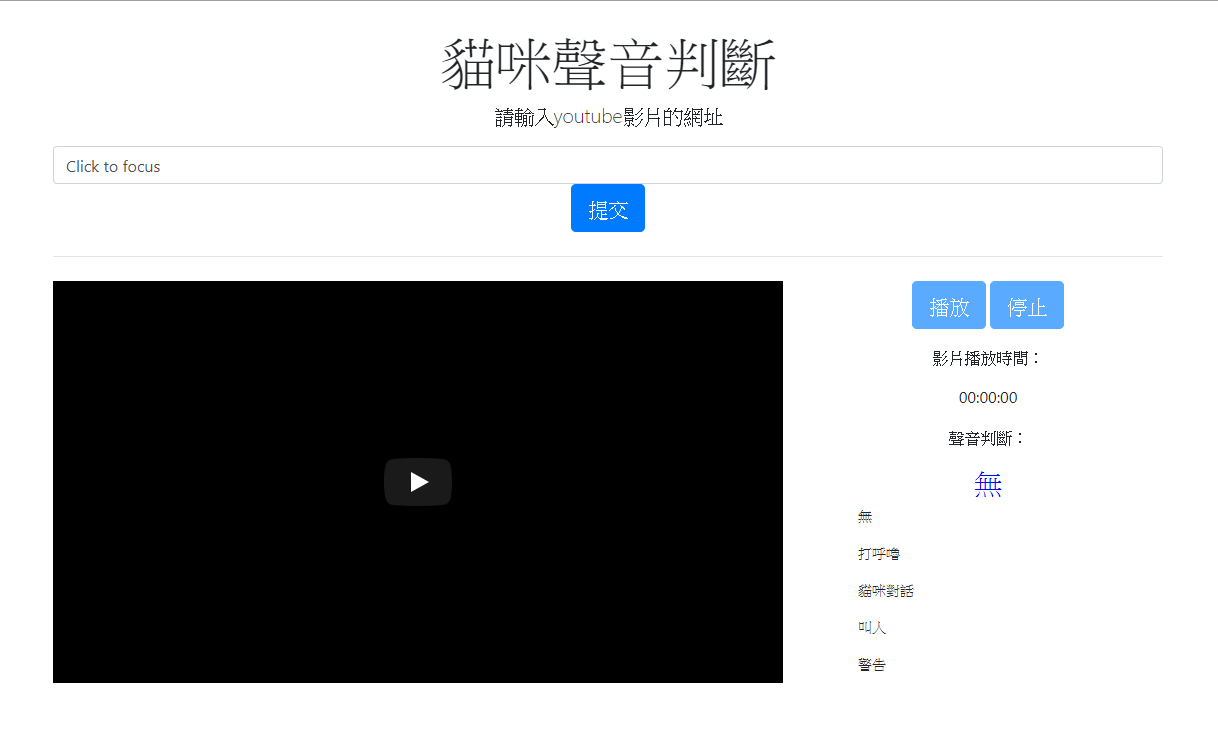 貓咪聲音判斷
請輸入youtube影片的網址
Click to focus
提交
播放 停止
影片播放時間：
00:00:00
聲音判斷：
無
無
打呼嚕
貓咪對話
叫人
警告